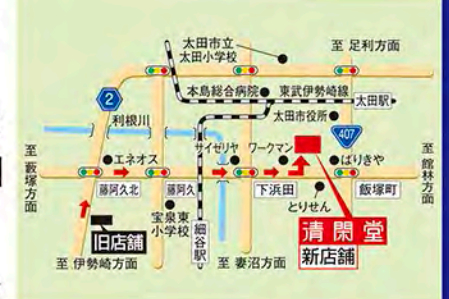 太田市立
太田小学校
至 足利方面
本島総合病院
東武伊勢崎線
太田駅
2
太田市役所
407
利根川
至 藪塚方面
エネオス
サイゼリヤ
ワークマン
ばりきや
至 館林方面
藤阿久北
藤阿久
下浜田
飯塚町
とりせん
宝泉東
小学校
旧店舗
細谷駅
清閑堂
新店舗
至 伊勢崎方面
至 妻沼方面